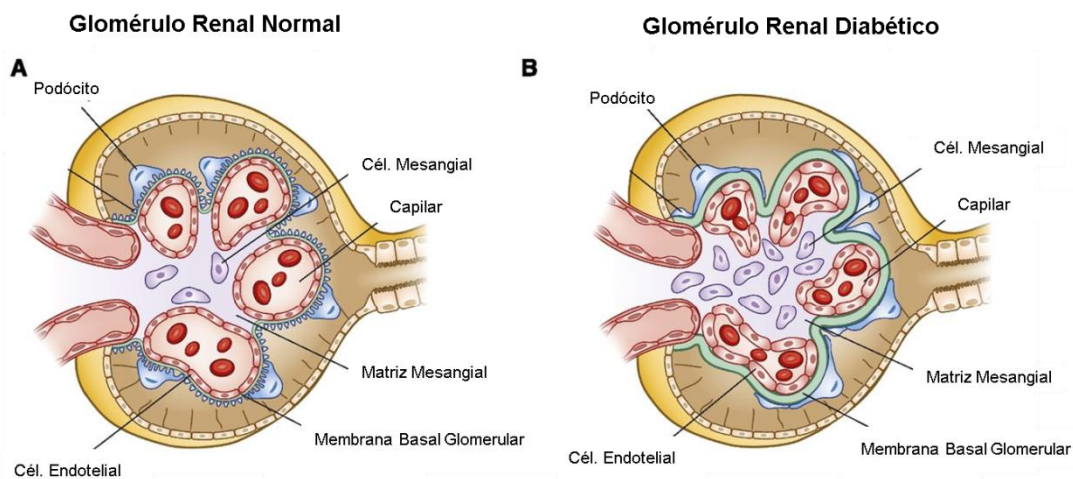 Glomérulo Renal Normal
A
Podócito
Cél. Mesangial
Capilar
Matriz Mesangial
Membrana Basal Glomerular
Cél. Endotelial
Glomérulo Renal Diabético
B
Podócito
Cél. Mesangial
Capilar
Matriz Mesangial
Membrana Basal Glomerular
Cél. Endotelial